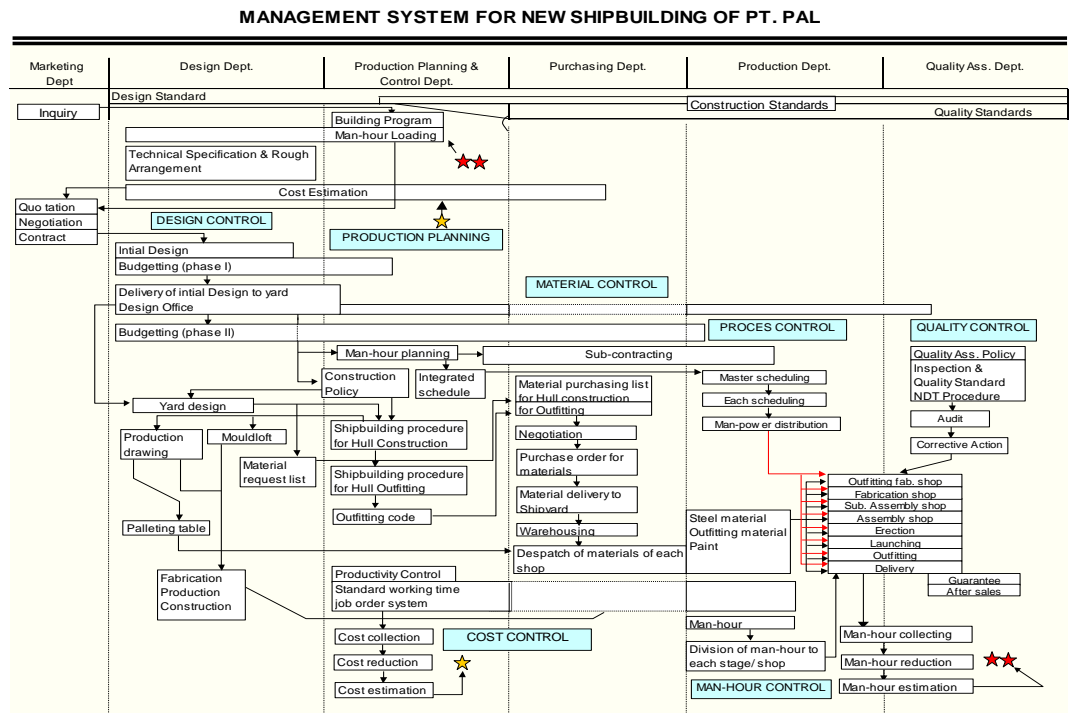 MANAGEMENT SYSTEM FOR NEW SHIPBUILDING OF PT. PAL
Marketing
Dept
Design Dept.
Production Planning &
Control Dept.
Purchasing Dept.
Production Dept.
Quality Ass. Dept.
Design Standard
Construction Standards
Quality Standards
Inquiry
Building Program
Man-hour Loading
Technical Specification & Rough
Arrangement
Cost Estimation
Quo tation
Negotiation
Contract
DESIGN CONTROL
PRODUCTION PLANNING
Intial Design
Budgetting (phase I)
MATERIAL CONTROL
Delivery of intial Design to yard
Design Office
Budgetting (phase II)
PROCES CONTROL
QUALITY CONTROL
Man-hour planning
Sub-contracting
Quality Ass. Policy
Inspection &
Quality Standard
NDT Procedure
Construction
Policy
Integrated
schedule
Material purchasing list
for Hull construction
for Outfitting
Master scheduling
Each scheduling
Man-power distribution
Yard design
Audit
Corrective Action
Production
drawing
Mouldloft
Shipbuilding procedure
for Hull Construction
Negotiation
Material
request list
Shipbuilding procedure
for Hull Outfitting
Purchase order for
materials
Outfitting code
Material delivery to
Shipyard
Warehousing
Palleting table
Despatch of materials of each
shop
Steel material
Outfitting material
Paint
Outfitting fab. shop
Fabrication shop
Sub. Assembly shop
Assembly shop
Erection
Launching
Outfitting
Delivery
Guarantee
After sales
Fabrication
Production
Construction
Productivity Control
Standard working time
job order system
Cost collection
Cost reduction
Cost estimation
COST CONTROL
Man-hour
Division of man-hour to
each stage/ shop
MAN-HOUR CONTROL
Man-hour collecting
Man-hour reduction
Man-hour estimation